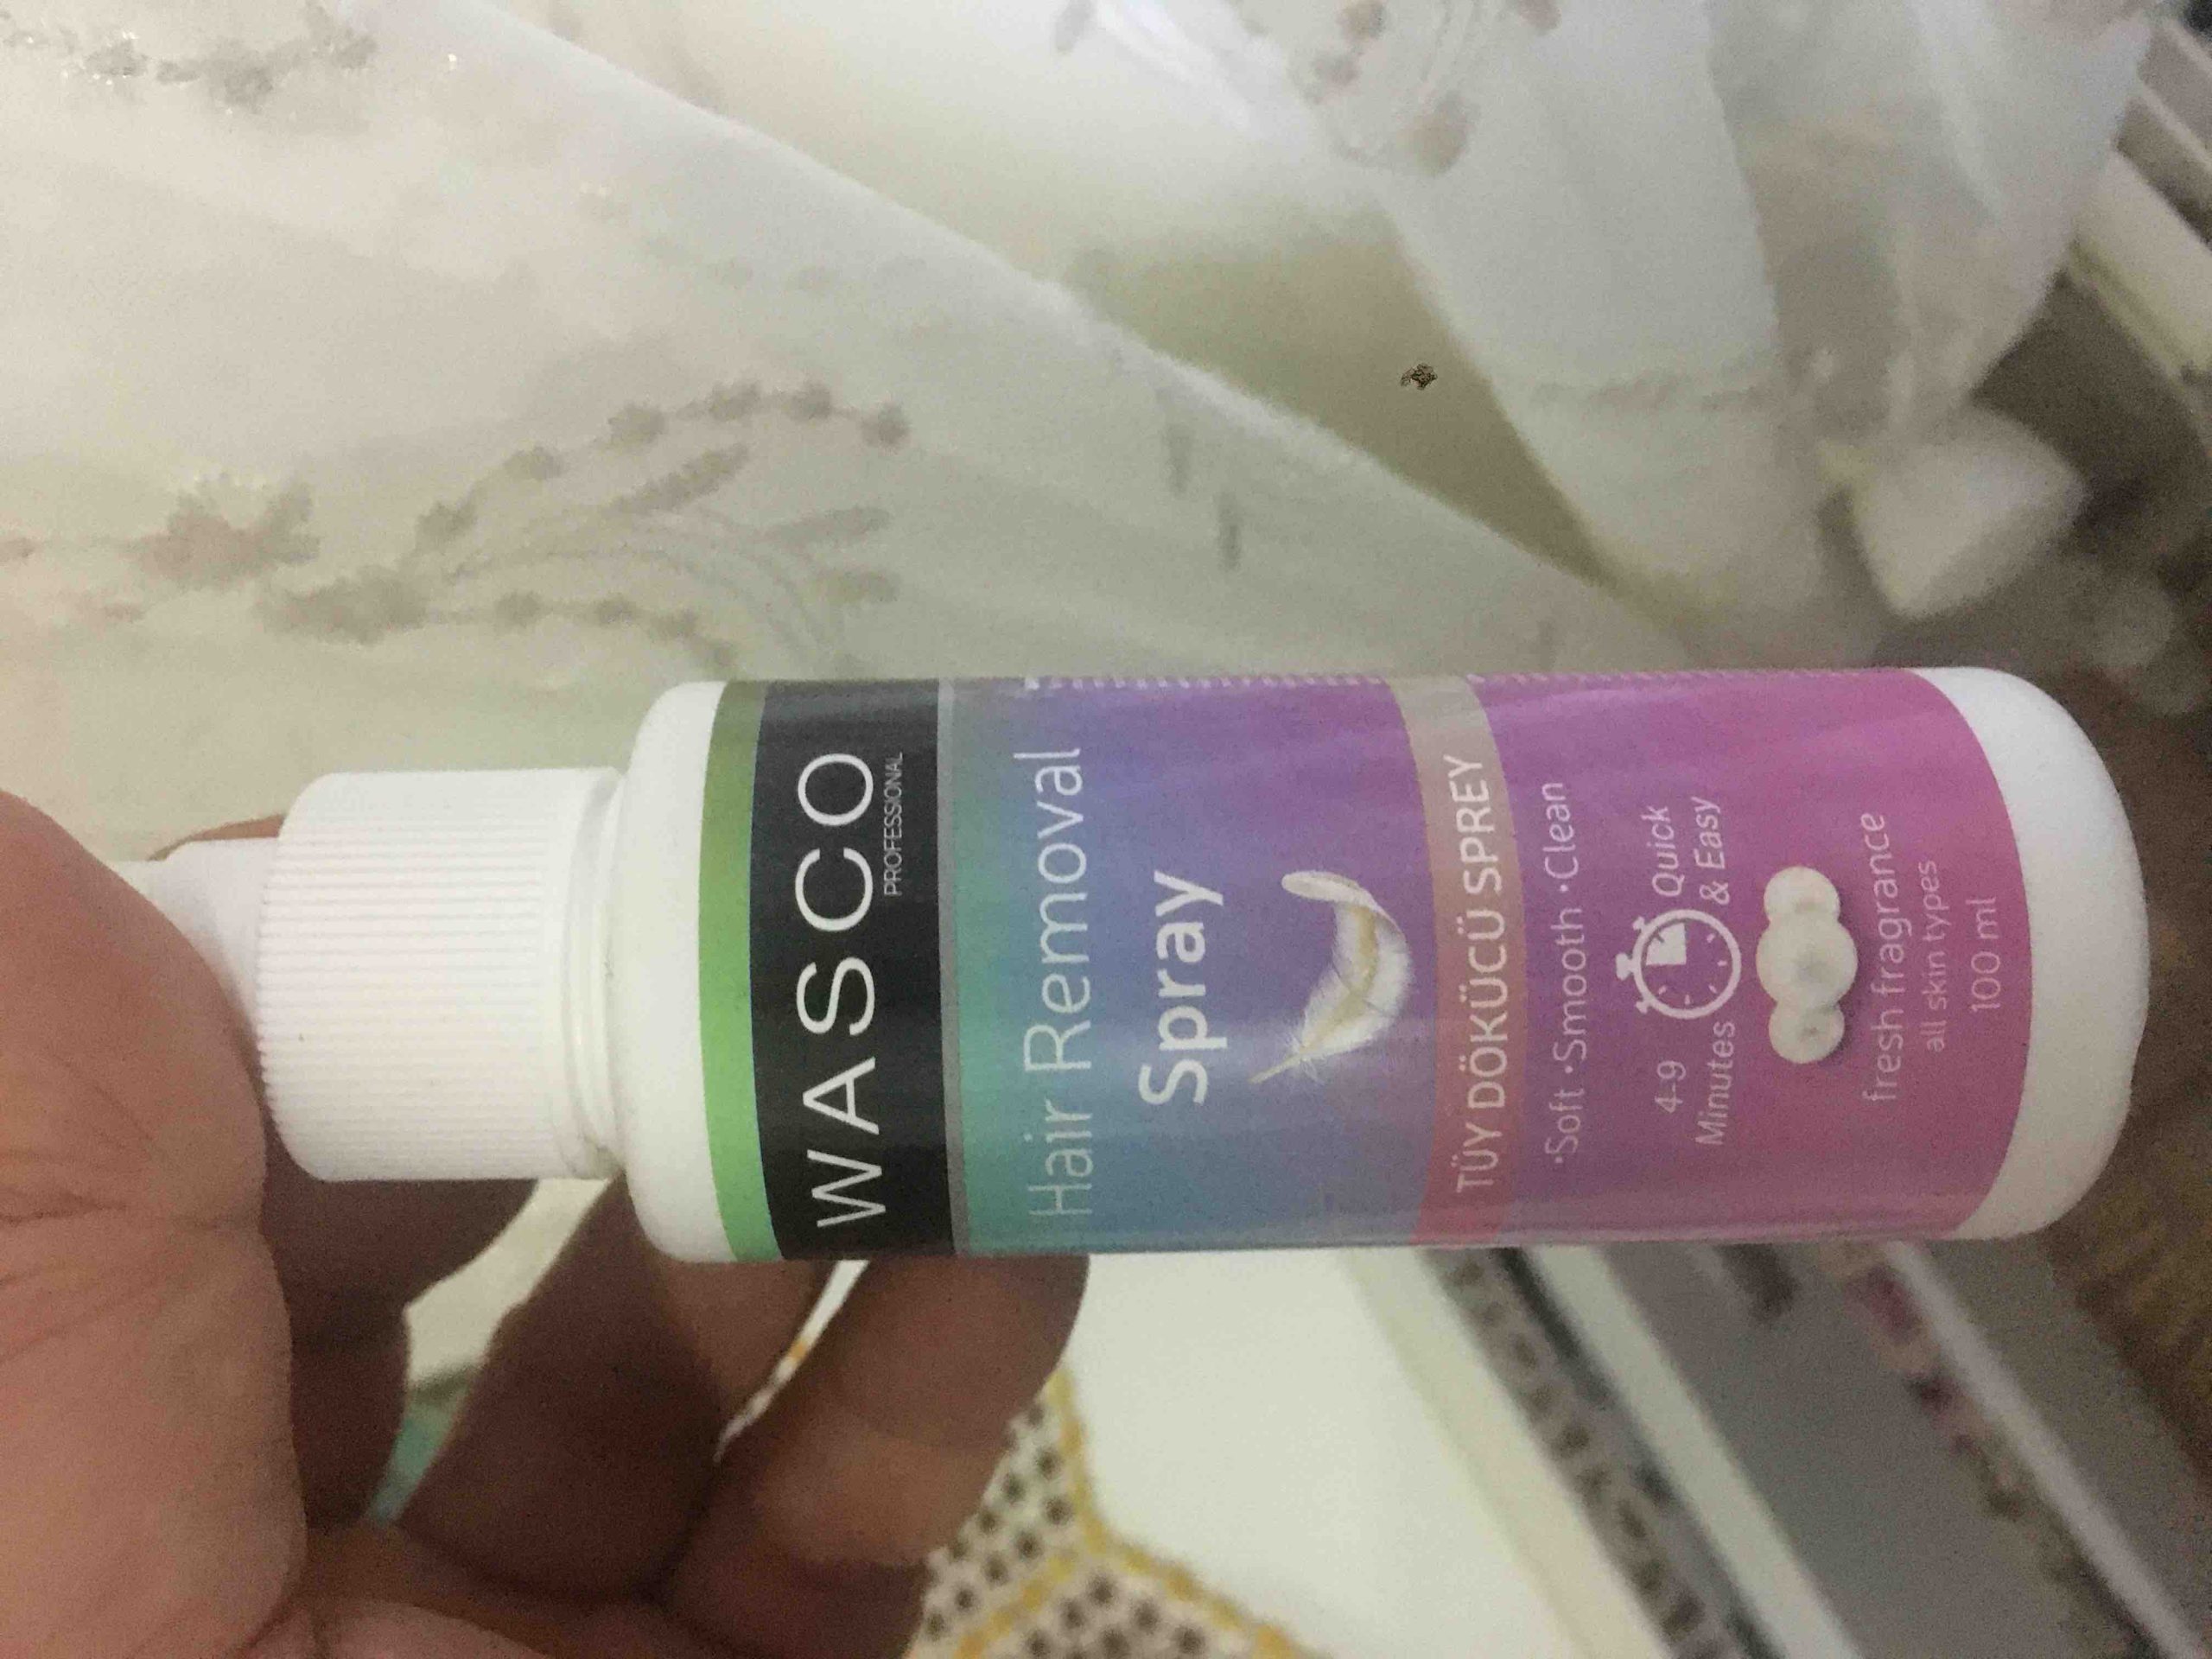 WASCO
PROFESSIONAL
Hair Removal
Spray
TÜY DÖKÜCÜ SPREY
•Soft •Smooth •Clean
4-9
Minutes
Quick
& Easy
fresh fragrance
all skin types
100 ml